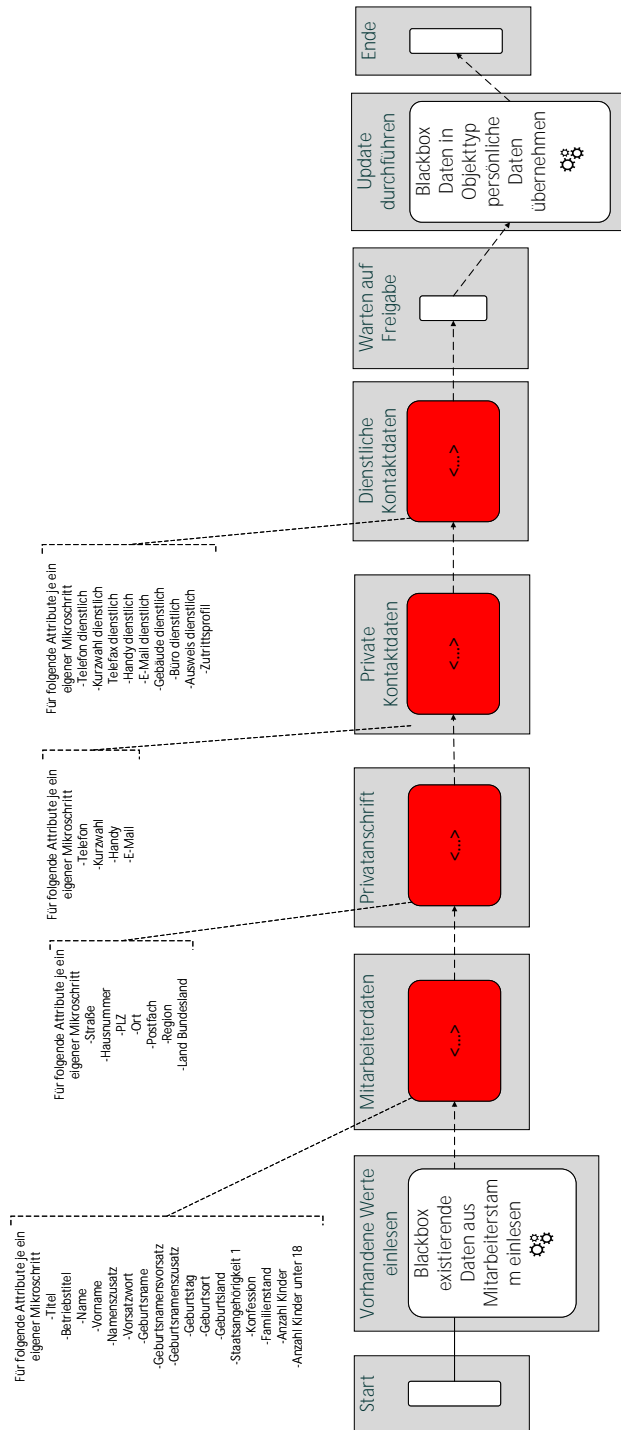 Für folgende Attribute je ein
eigener Mikroschritt
-Titel
-Betriebstitel
-Name
-Vorname
-Namenszusatz
-Vorsatzwort
-Geburtsname
-Geburtsnamenvorsatz
-Geburtsnamenszusatz
-Geburtstag
-Geburtsort
-Geburtsland
-Staatsangehörigkeit 1
-Konfession
-Familienstand
-Anzahl Kinder
-Anzahl Kinder unter 18
Für folgende Attribute je ein
eigener Mikroschritt
-Straße
-Hausnummer
-PLZ
-Ort
-Postfach
-Region
-Land Bundesland
Für folgende Attribute je ein
eigener Mikroschritt
-Telefon
-Kurzwahl
-Handy
-E-Mail
Für folgende Attribute je ein
eigener Mikroschritt
-Telefon dienstlich
-Kurzwahl dienstlich
Telefax dienstlich
-Handy dienstlich
-E-Mail dienstlich
-Gebäude dienstlich
-Büro dienstlich
-Ausweis dienstlich
-Zutrittsprofil
Start
Vorhandene Werte
einlesen
Blackbox
existierende
Daten aus
Mitarbeiterstam
m einlesen
Mitarbeiterdaten
<...>
Privatanschrift
<...>
Private
Kontaktdaten
<...>
Dienstliche
Kontaktdaten
<...>
Warten auf
Freigabe
Update
durchführen
Blackbox
Daten in
Objekttyp
persönliche
Daten
übernehmen
Ende